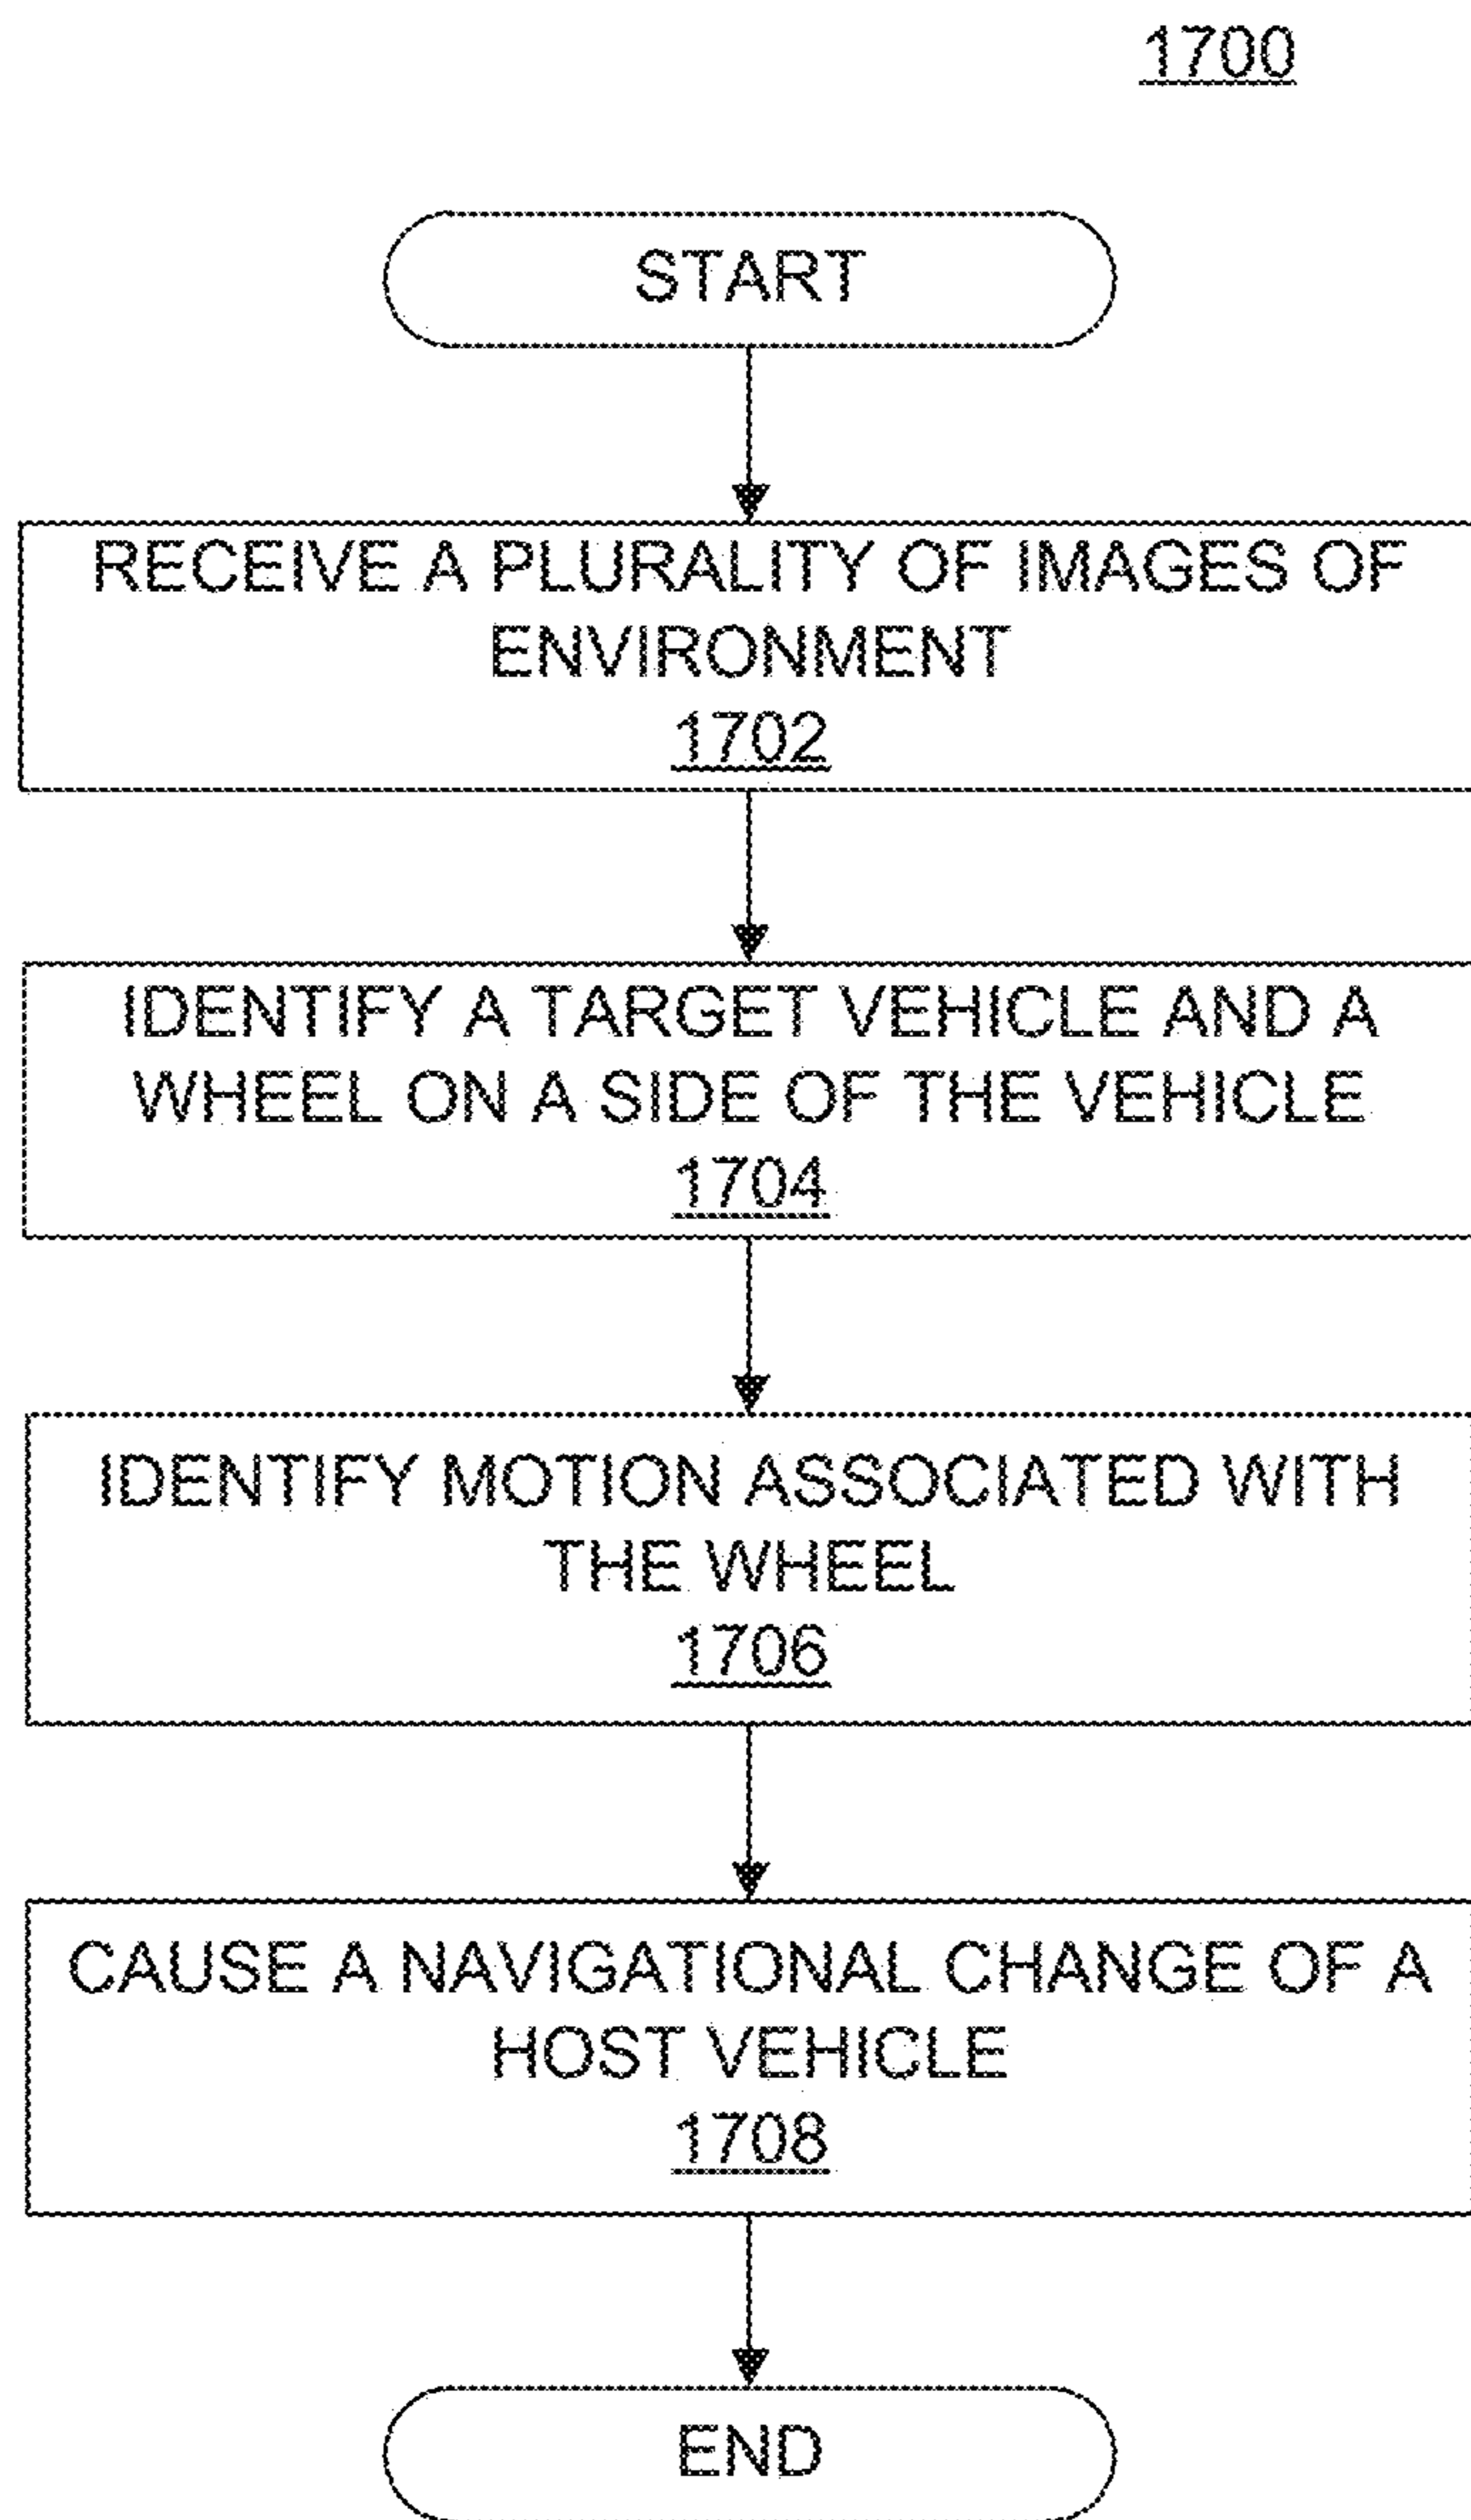 1700
START
RECEIVE A PLURALITY OF IMAGES OF
ENVIRONMENT
1702
IDENTIFY A TARGET VEHICLE AND A
WHEEL ON A SIDE OF THE VEHICLE
1704
IDENTIFY MOTION ASSOCIATED WITH
THE WHEEL
1706
CAUSE A NAVIGATIONAL CHANGE OF A
HOST VEHICLE
1708
END